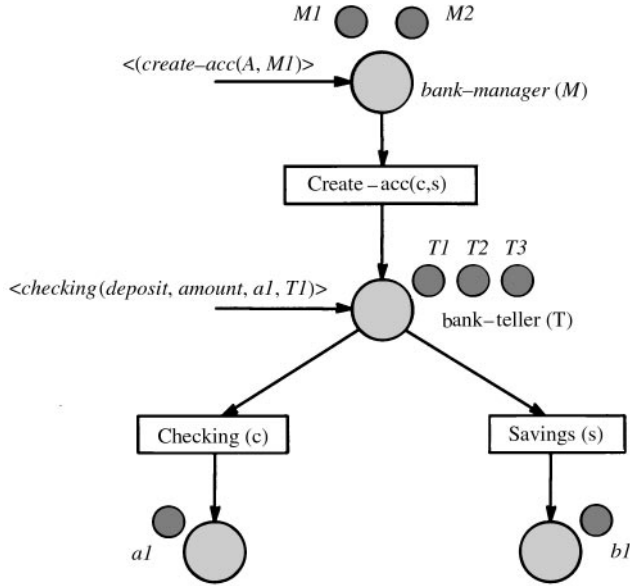 M1 M2
<(create–acc(A, M1)>
bank–manager (M)
Create–acc(c,s)
T1 T2 T3
<checking(deposit, amount, a1, T1)>
bank–teller (T)
Checking (c)
Savings (s)
a1
b1